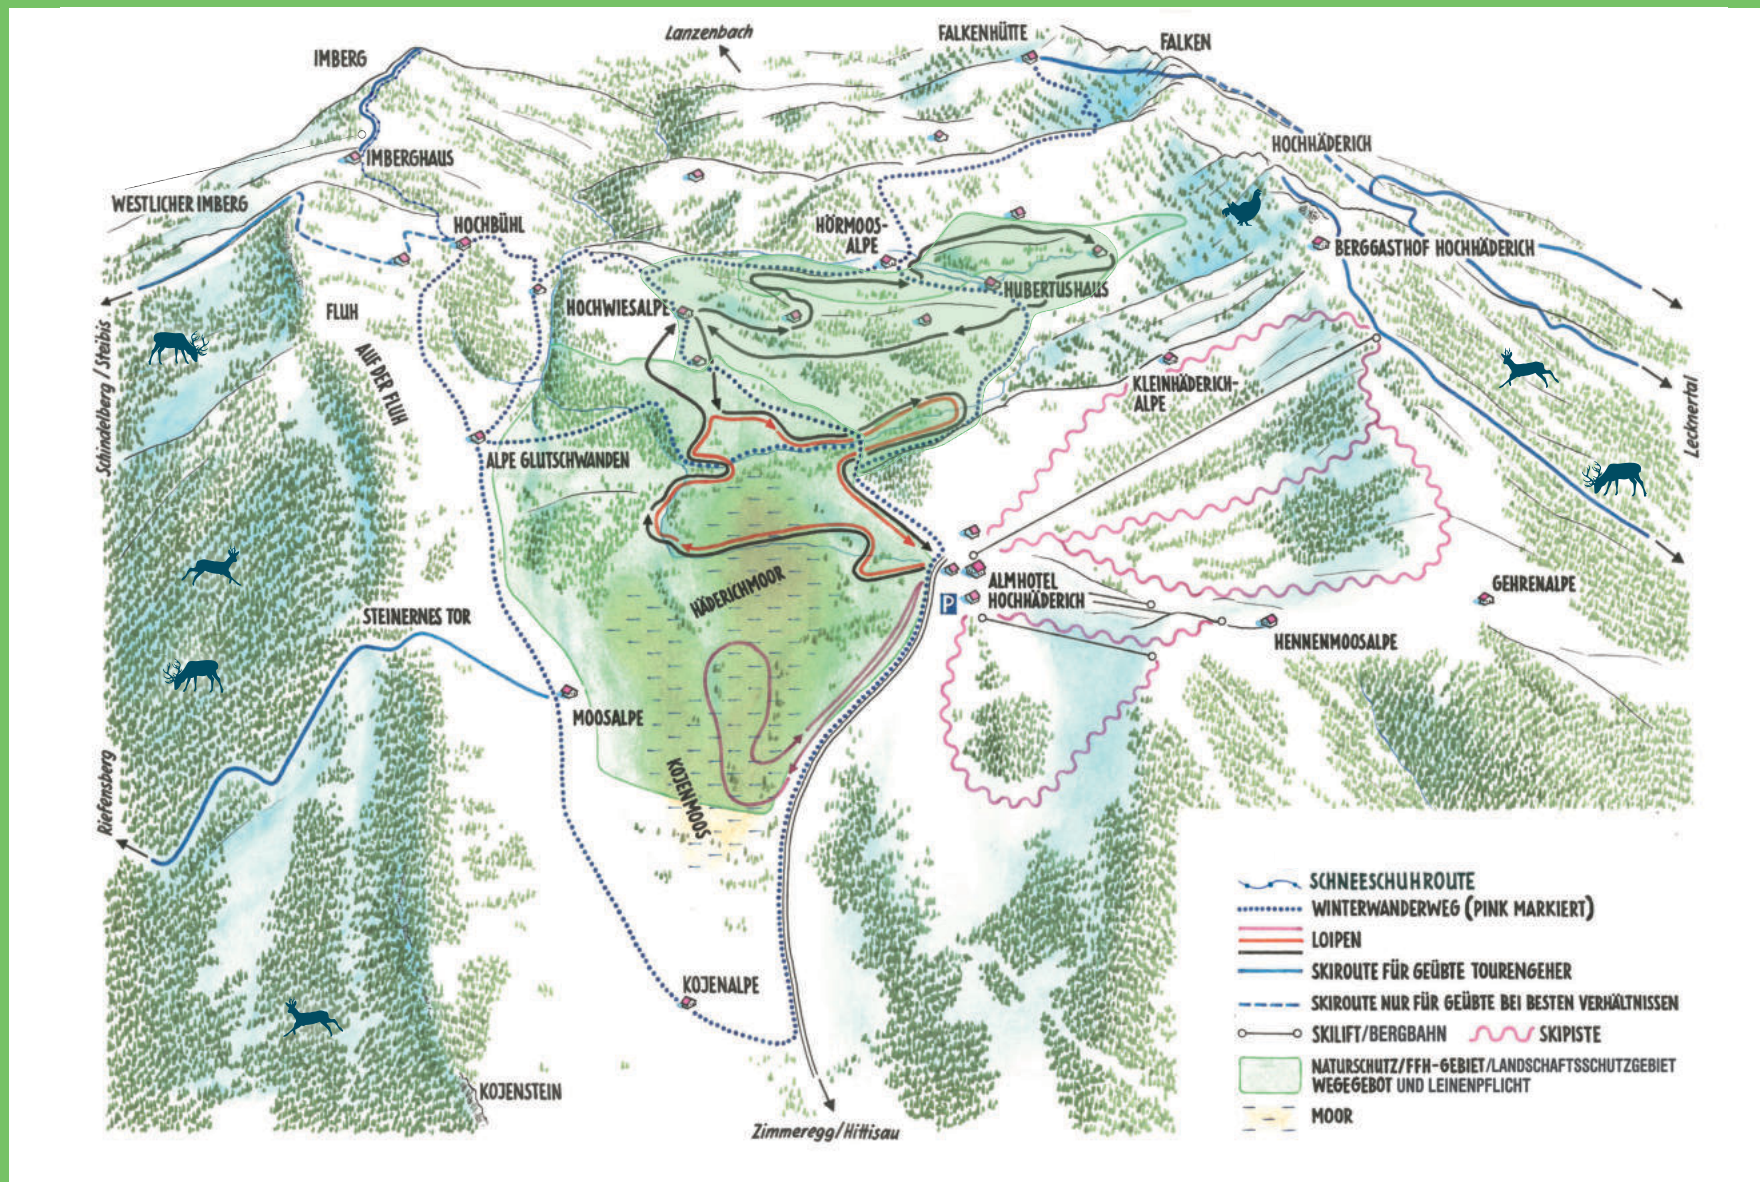 Lanzenbach
FALKENHÜTTE
FALKEN
IMBERG
HOCHHÄDERICH
IMBERGHAUS
WESTLICHER IMBERG
HOCHBÜHL
HÖRMOOS-
ALPE
BERGGASTHOF HOCHHÄDERICH
HUBERTUSHAUS
HOCHWIESALPE
FLUH
AUF DER FLUH
Schindelberg / Steibis
KLEINHÄDERICH-
ALPE
Lecknertal
ALPE GLUTSCHWANDEN
HÄDERICHMOOR
ALMHOTEL
HOCHHÄDERICH
P
GEHRENALPE
HENNENMOOSALPE
STEINERNES TOR
MOOSALPE
Riefensberg
KOJENMOOS
KOJENALPE
KOJENSTEIN
Zimmeregg/Hittisau
SCHNEESCHUHROUTE
WINTERWANDERWEG (PINK MARKIERT)
LOIPEN
SKIROUTE FÜR GEÜBTE TOURENGEHER
SKIROUTE NUR FÜR GEÜBTE BEI BESTEN VERHÄLTNISSEN
SKILIFT/BERGBAHN SKIPISTE
NATURSCHUTZ/FFH-GEBIET/LANDSCHAFTSSCHUTZGEBIET
WEGEGEBOT UND LEINENPFLICHT
MOOR